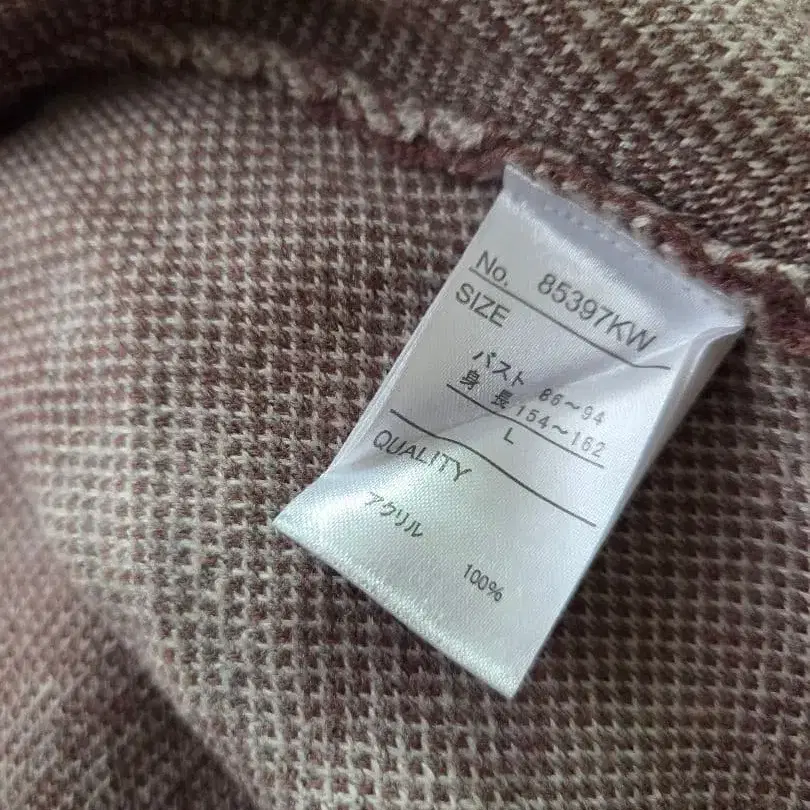 No. 85397KW
SIZE
バスト 86～94
身 長 154～162
L
QUALITY
アクリル
100%